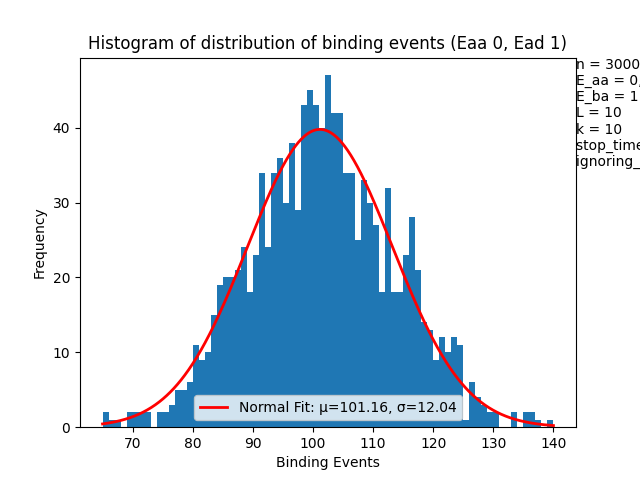 Histogram of distribution of binding events (Eaa 0, Ead 1)
n = 3000
E_aa = 0,
E_ba = 1
L = 10
k = 10
stop_time
ignoring_
Frequency
0
10
20
30
40
Normal Fit: μ=101.16, σ=12.04
70 80 90 100 110 120 130 140
Binding Events